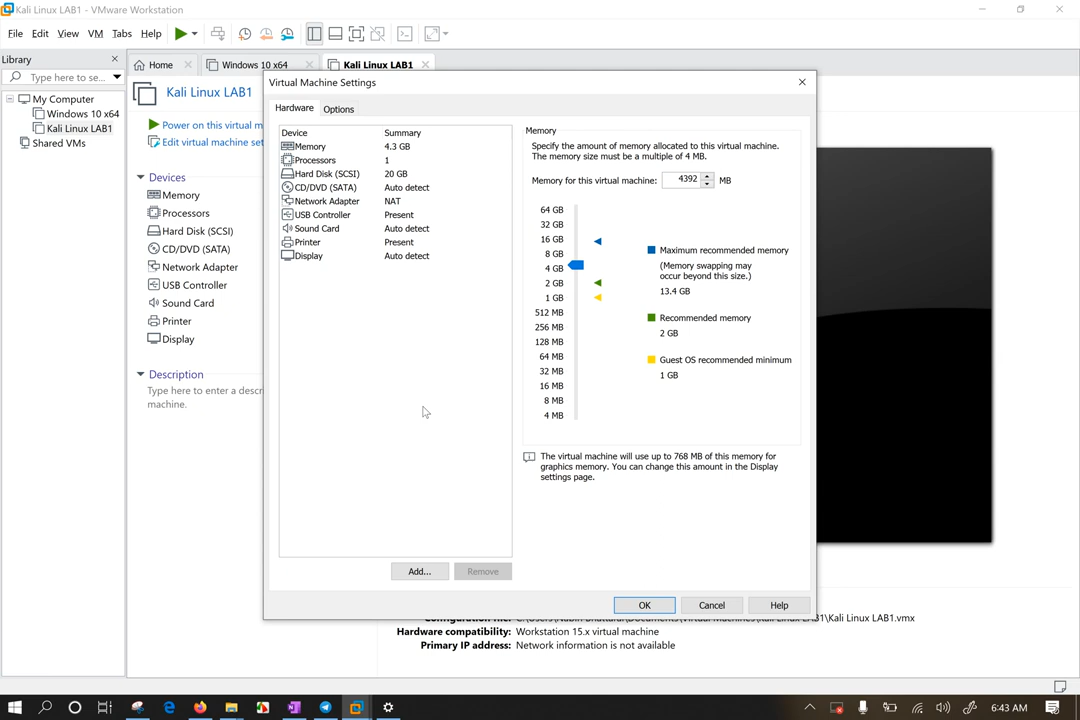 Kali Linux LAB1 - VMware Workstation
File Edit View VM Tabs Help
Library
Type here to se...
My Computer
Windows 10 x64
Kali Linux LAB1
Shared VMs
Home
Windows 10 x64
Kali Linux LAB1
Kali Linux LAB1
Power on this virtual m
Edit virtual machine set
Devices
Memory
Processors
Hard Disk (SCSI)
CD/DVD (SATA)
Network Adapter
USB Controller
Sound Card
Printer
Display
Description
Type here to enter a descr
machine.
Virtual Machine Settings
Hardware Options
Device Summary
Memory 4.3 GB
Processors 1
Hard Disk (SCSI) 20 GB
CD/DVD (SATA) Auto detect
Network Adapter NAT
USB Controller Present
Sound Card Auto detect
Printer Present
Display Auto detect
Add... Remove
Memory
Specify the amount of memory allocated to this virtual machine.
The memory size must be a multiple of 4 MB.
Memory for this virtual machine: 4392 MB
64 GB
32 GB
16 GB
8 GB
4 GB
2 GB
1 GB
512 MB
256 MB
128 MB
64 MB
32 MB
16 MB
8 MB
4 MB
Maximum recommended memory
(Memory swapping may
occur beyond this size.)
13.4 GB
Recommended memory
2 GB
Guest OS recommended minimum
1 GB
The virtual machine will use up to 768 MB of this memory for
graphics memory. You can change this amount in the Display
settings page.
OK Cancel Help
Hardware compatibility: Workstation 15.x virtual machine
Primary IP address: Network information is not available
6:43 AM